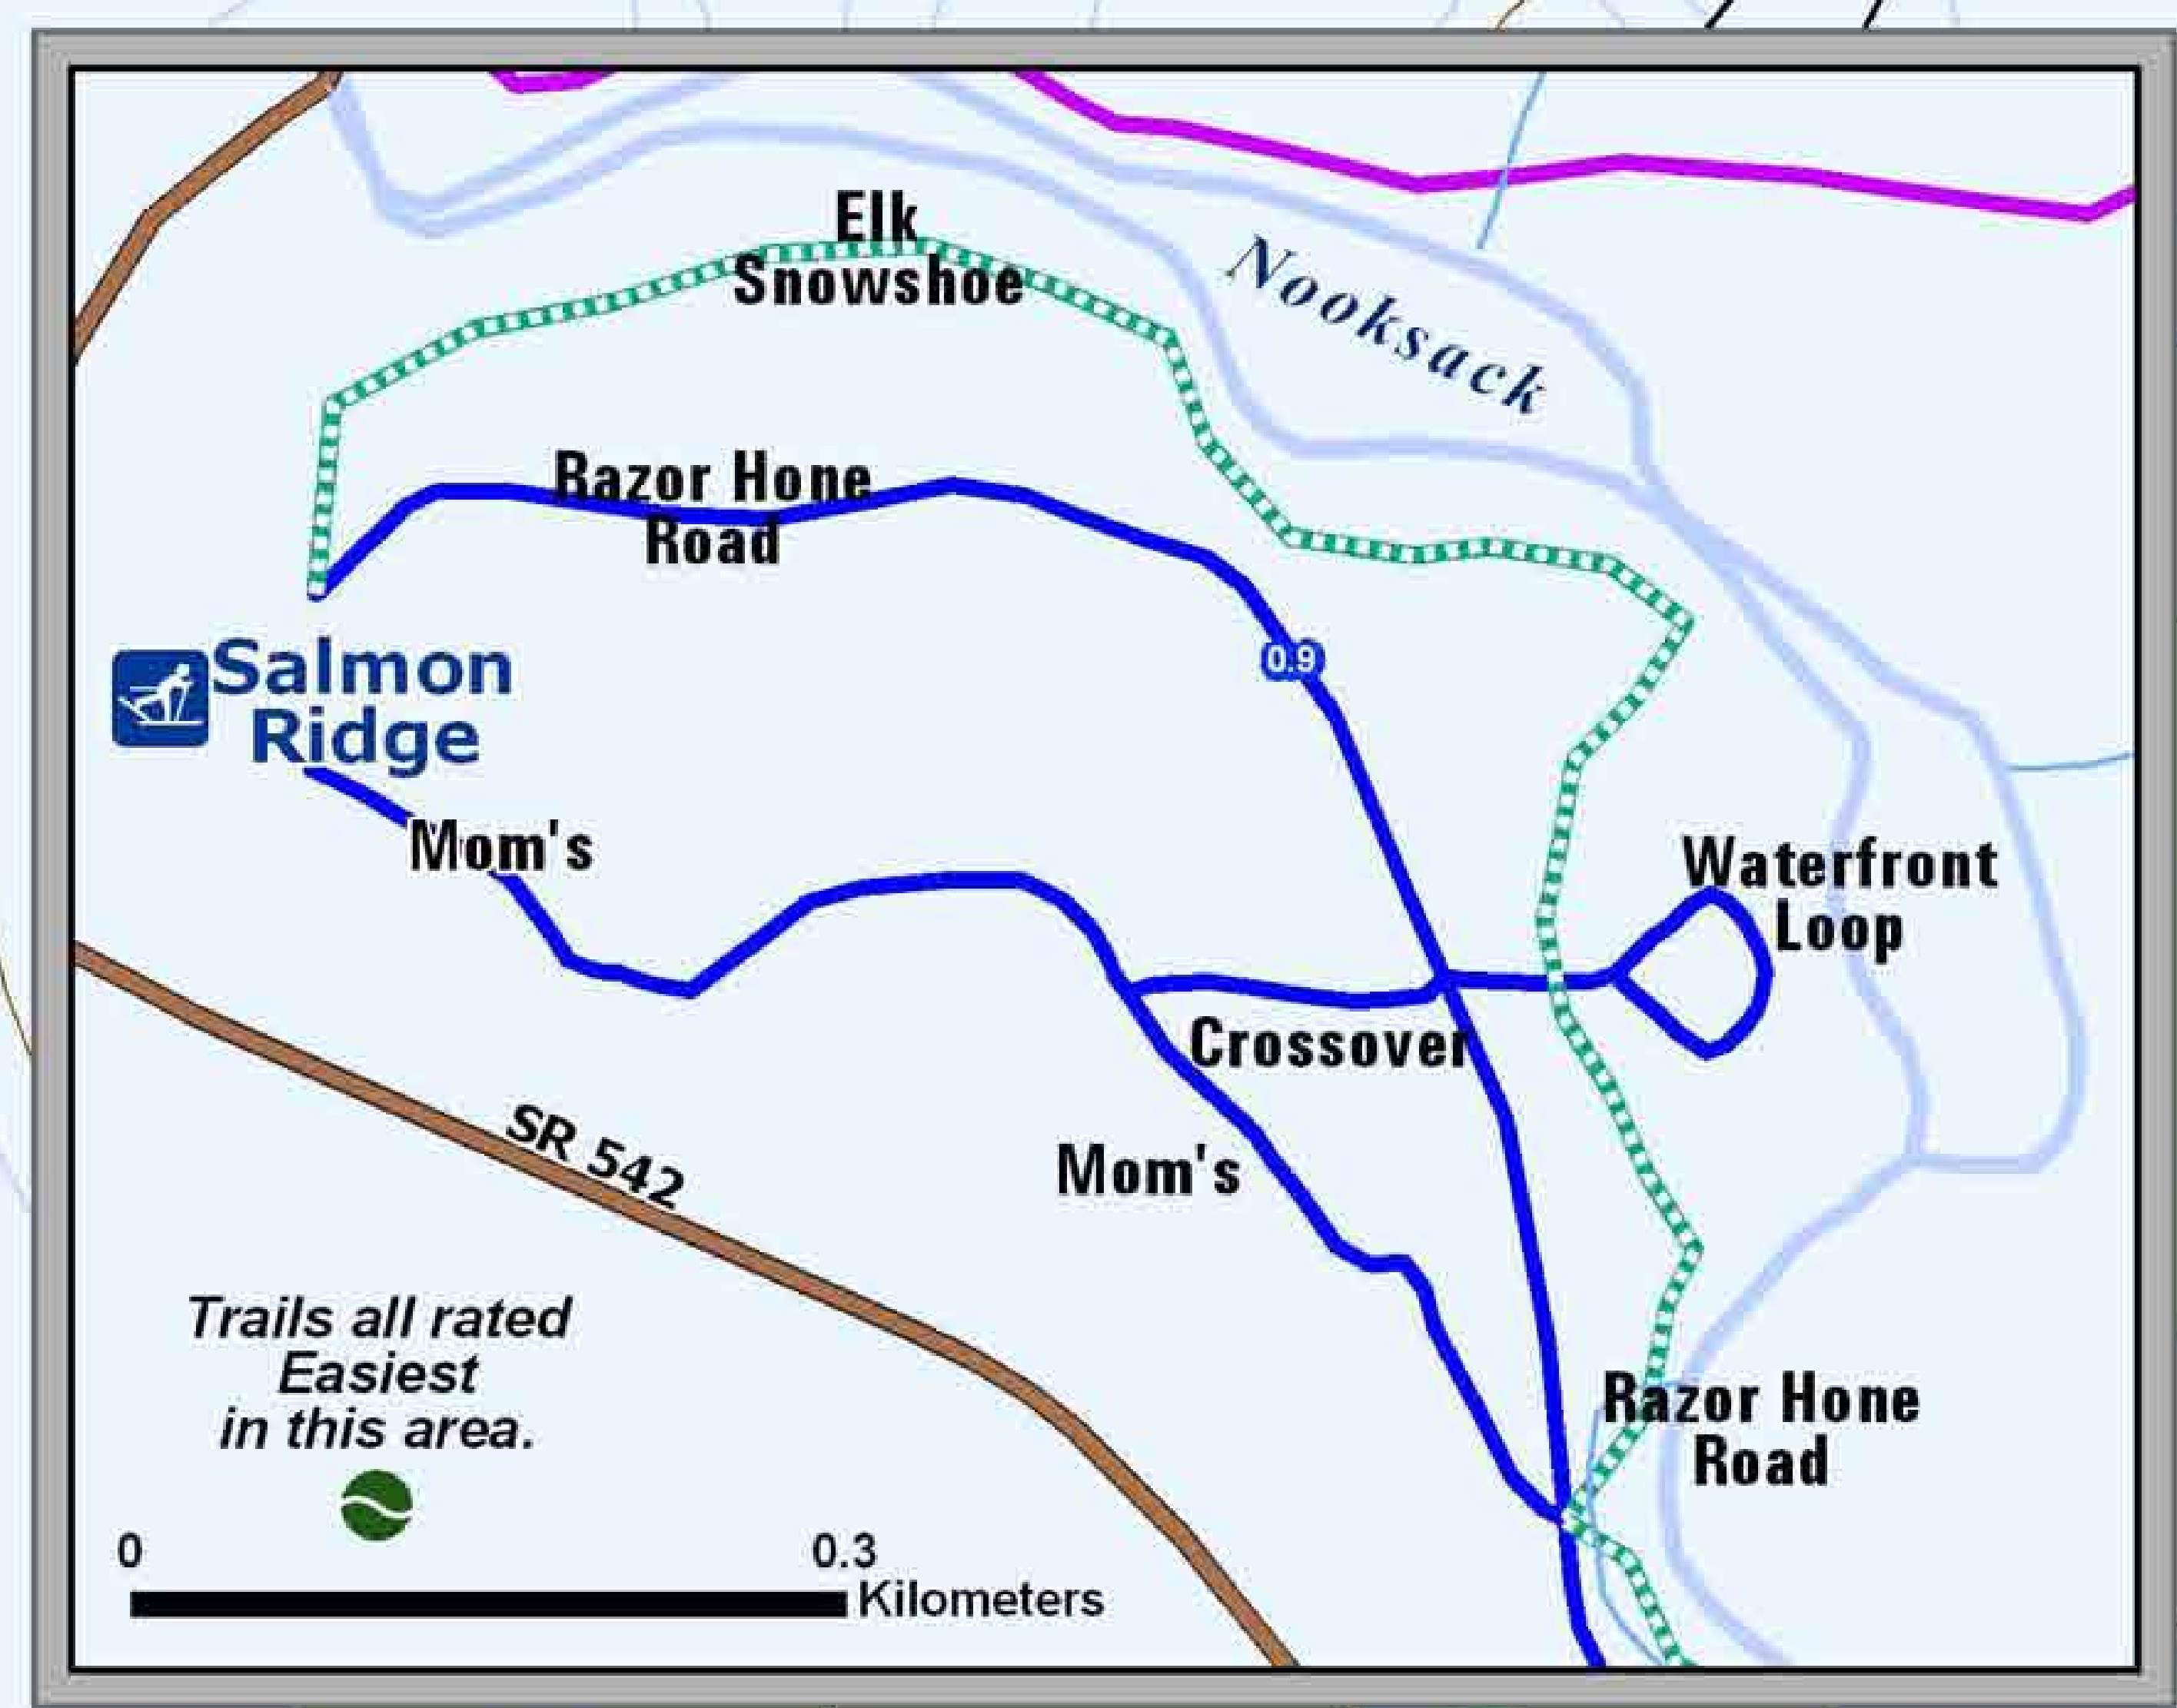 Elk
Snowshoe
Nooksack
Razor Hone
Road
0.9
Salmon
Ridge
Mom's
Waterfront
Loop
Crossover
SR 542
Mom's
Trails all rated
Easiest
in this area.
Razor Hone
Road
0 0.3
Kilometers